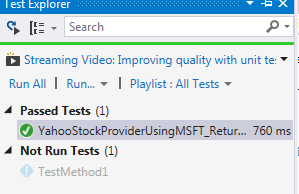 Test Explorer
Search
Streaming Video: Improving quality with unit tes
Run All | Run... | Playlist : All Tests
Passed Tests (1)
YahooStockProviderUsingMSFT_Retur... 760 ms
Not Run Tests (1)
TestMethod1